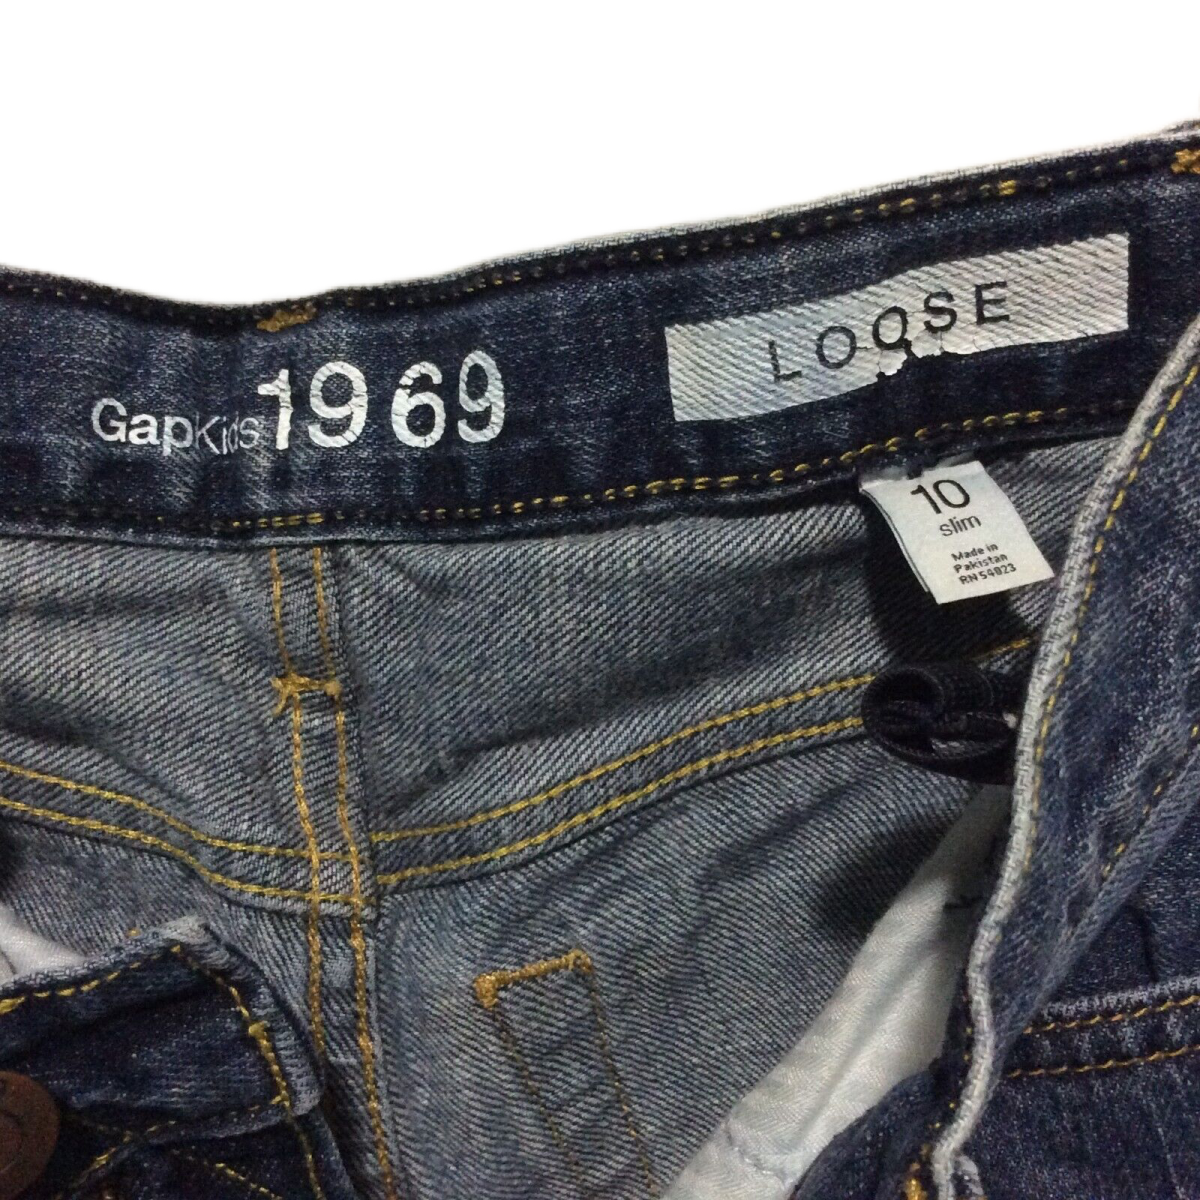 GapKids 1969
LOOSE
10
slim
Made in
Pakistan
RN 54023